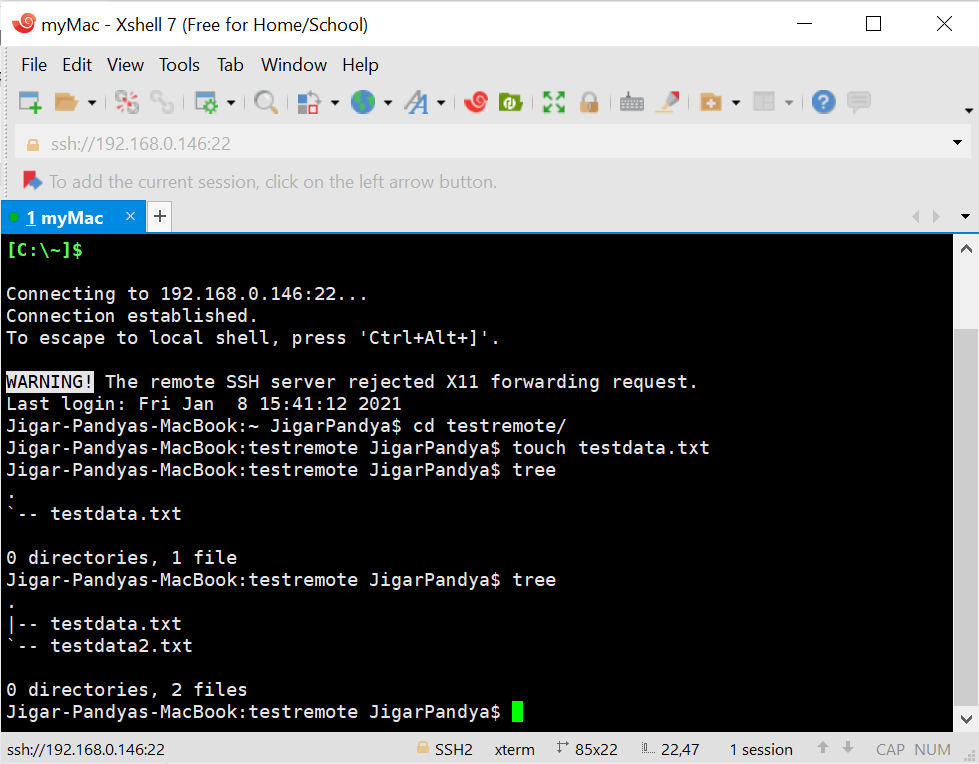 myMac - Xshell 7 (Free for Home/School)
File Edit View Tools Tab Window Help
ssh://192.168.0.146:22
To add the current session, click on the left arrow button.
1 myMac
[C:\~]$
Connecting to 192.168.0.146:22...
Connection established.
To escape to local shell, press 'Ctrl+Alt+]'.
WARNING! The remote SSH server rejected X11 forwarding request.
Last login: Fri Jan  8 15:41:12 2021
Jigar-Pandyas-MacBook:~ JigarPandya$ cd testremote/
Jigar-Pandyas-MacBook:testremote JigarPandya$ touch testdata.txt
Jigar-Pandyas-MacBook:testremote JigarPandya$ tree
.
`-- testdata.txt
0 directories, 1 file
Jigar-Pandyas-MacBook:testremote JigarPandya$ tree
.
|-- testdata.txt
`-- testdata2.txt
0 directories, 2 files
Jigar-Pandyas-MacBook:testremote JigarPandya$
ssh://192.168.0.146:22 SSH2 xterm 85x22 22,47 1 session CAP NUM